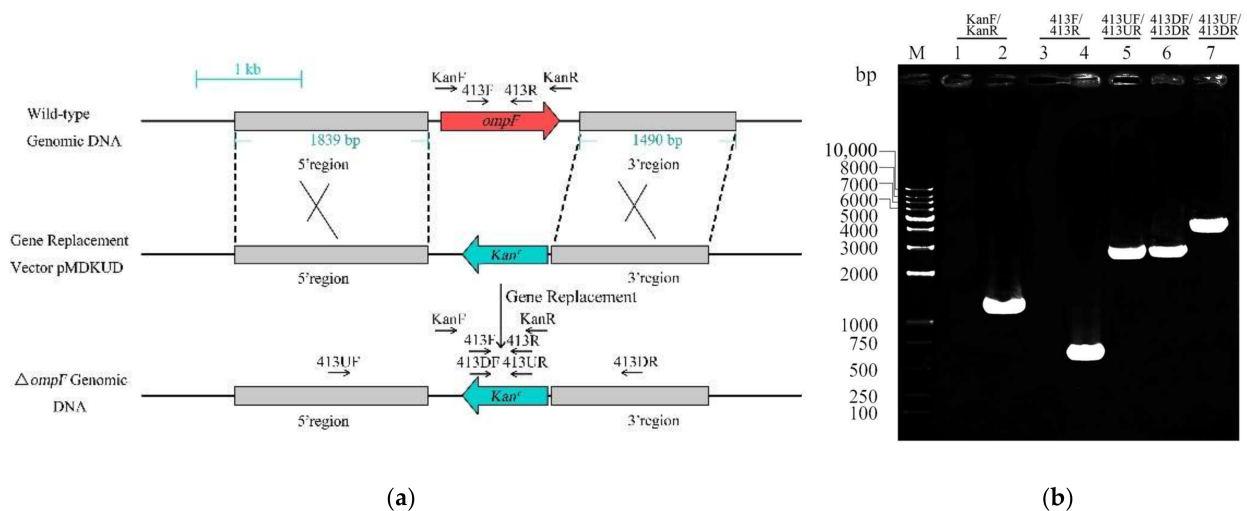 1 kb
KanF
KanR
413F
413R
Wild-type
Genomic DNA
ompF
1839 bp
1490 bp
5'region
3'region
Gene Replacement
Vector pMDKUD
Kanr
5'region
3'region
Gene Replacement
KanF
KanR
413F
413R
413UF
413DF
413UR
413DR
△ompF Genomic
DNA
Kanr
5'region
3'region
(a)
KanF/
KanR
413F/
413R
413UF/
413UR
413DF/
413DR
413UF/
413DR
M 1 2 3 4 5 6 7
bp
10,000
8000
7000
6000
5000
4000
3000
2000
1000
750
500
250
100
(b)